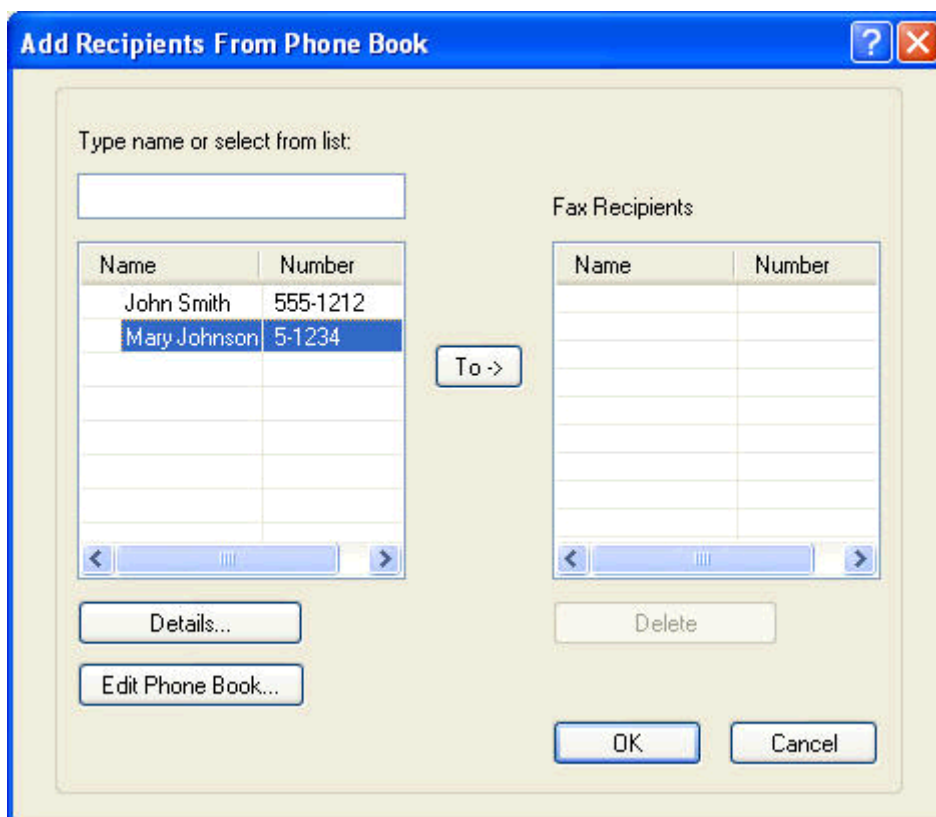 Add Recipients From Phone Book
Type name or select from list:
Name Number
John Smith 555-1212
Mary Johnson 5-1234
To ->
Fax Recipients
Name Number
Details...
Delete
Edit Phone Book...
OK Cancel